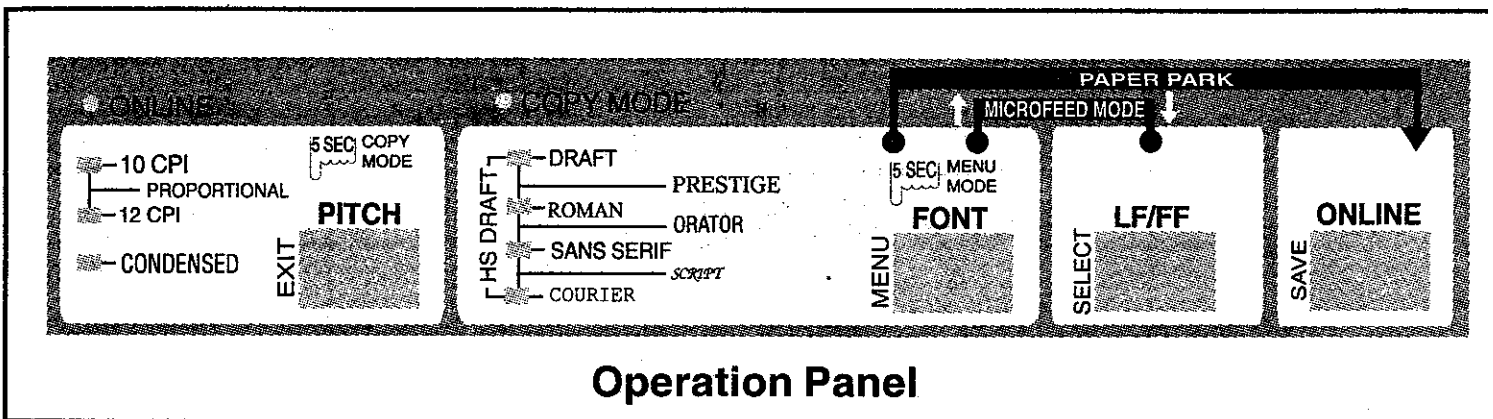 PAPER PARK
ONLINE
COPY MODE
MICROFEED MODE
10 CPI
PROPORTIONAL
12 CPI
CONDENSED
5 SEC COPY
MODE
PITCH
EXIT
HS DRAFT
DRAFT
PRESTIGE
ROMAN
ORATOR
SANS SERIF
SCRIPT
COURIER
5 SEC MENU
MODE
FONT
MENU
LF/FF
SELECT
ONLINE
SAVE
Operation Panel